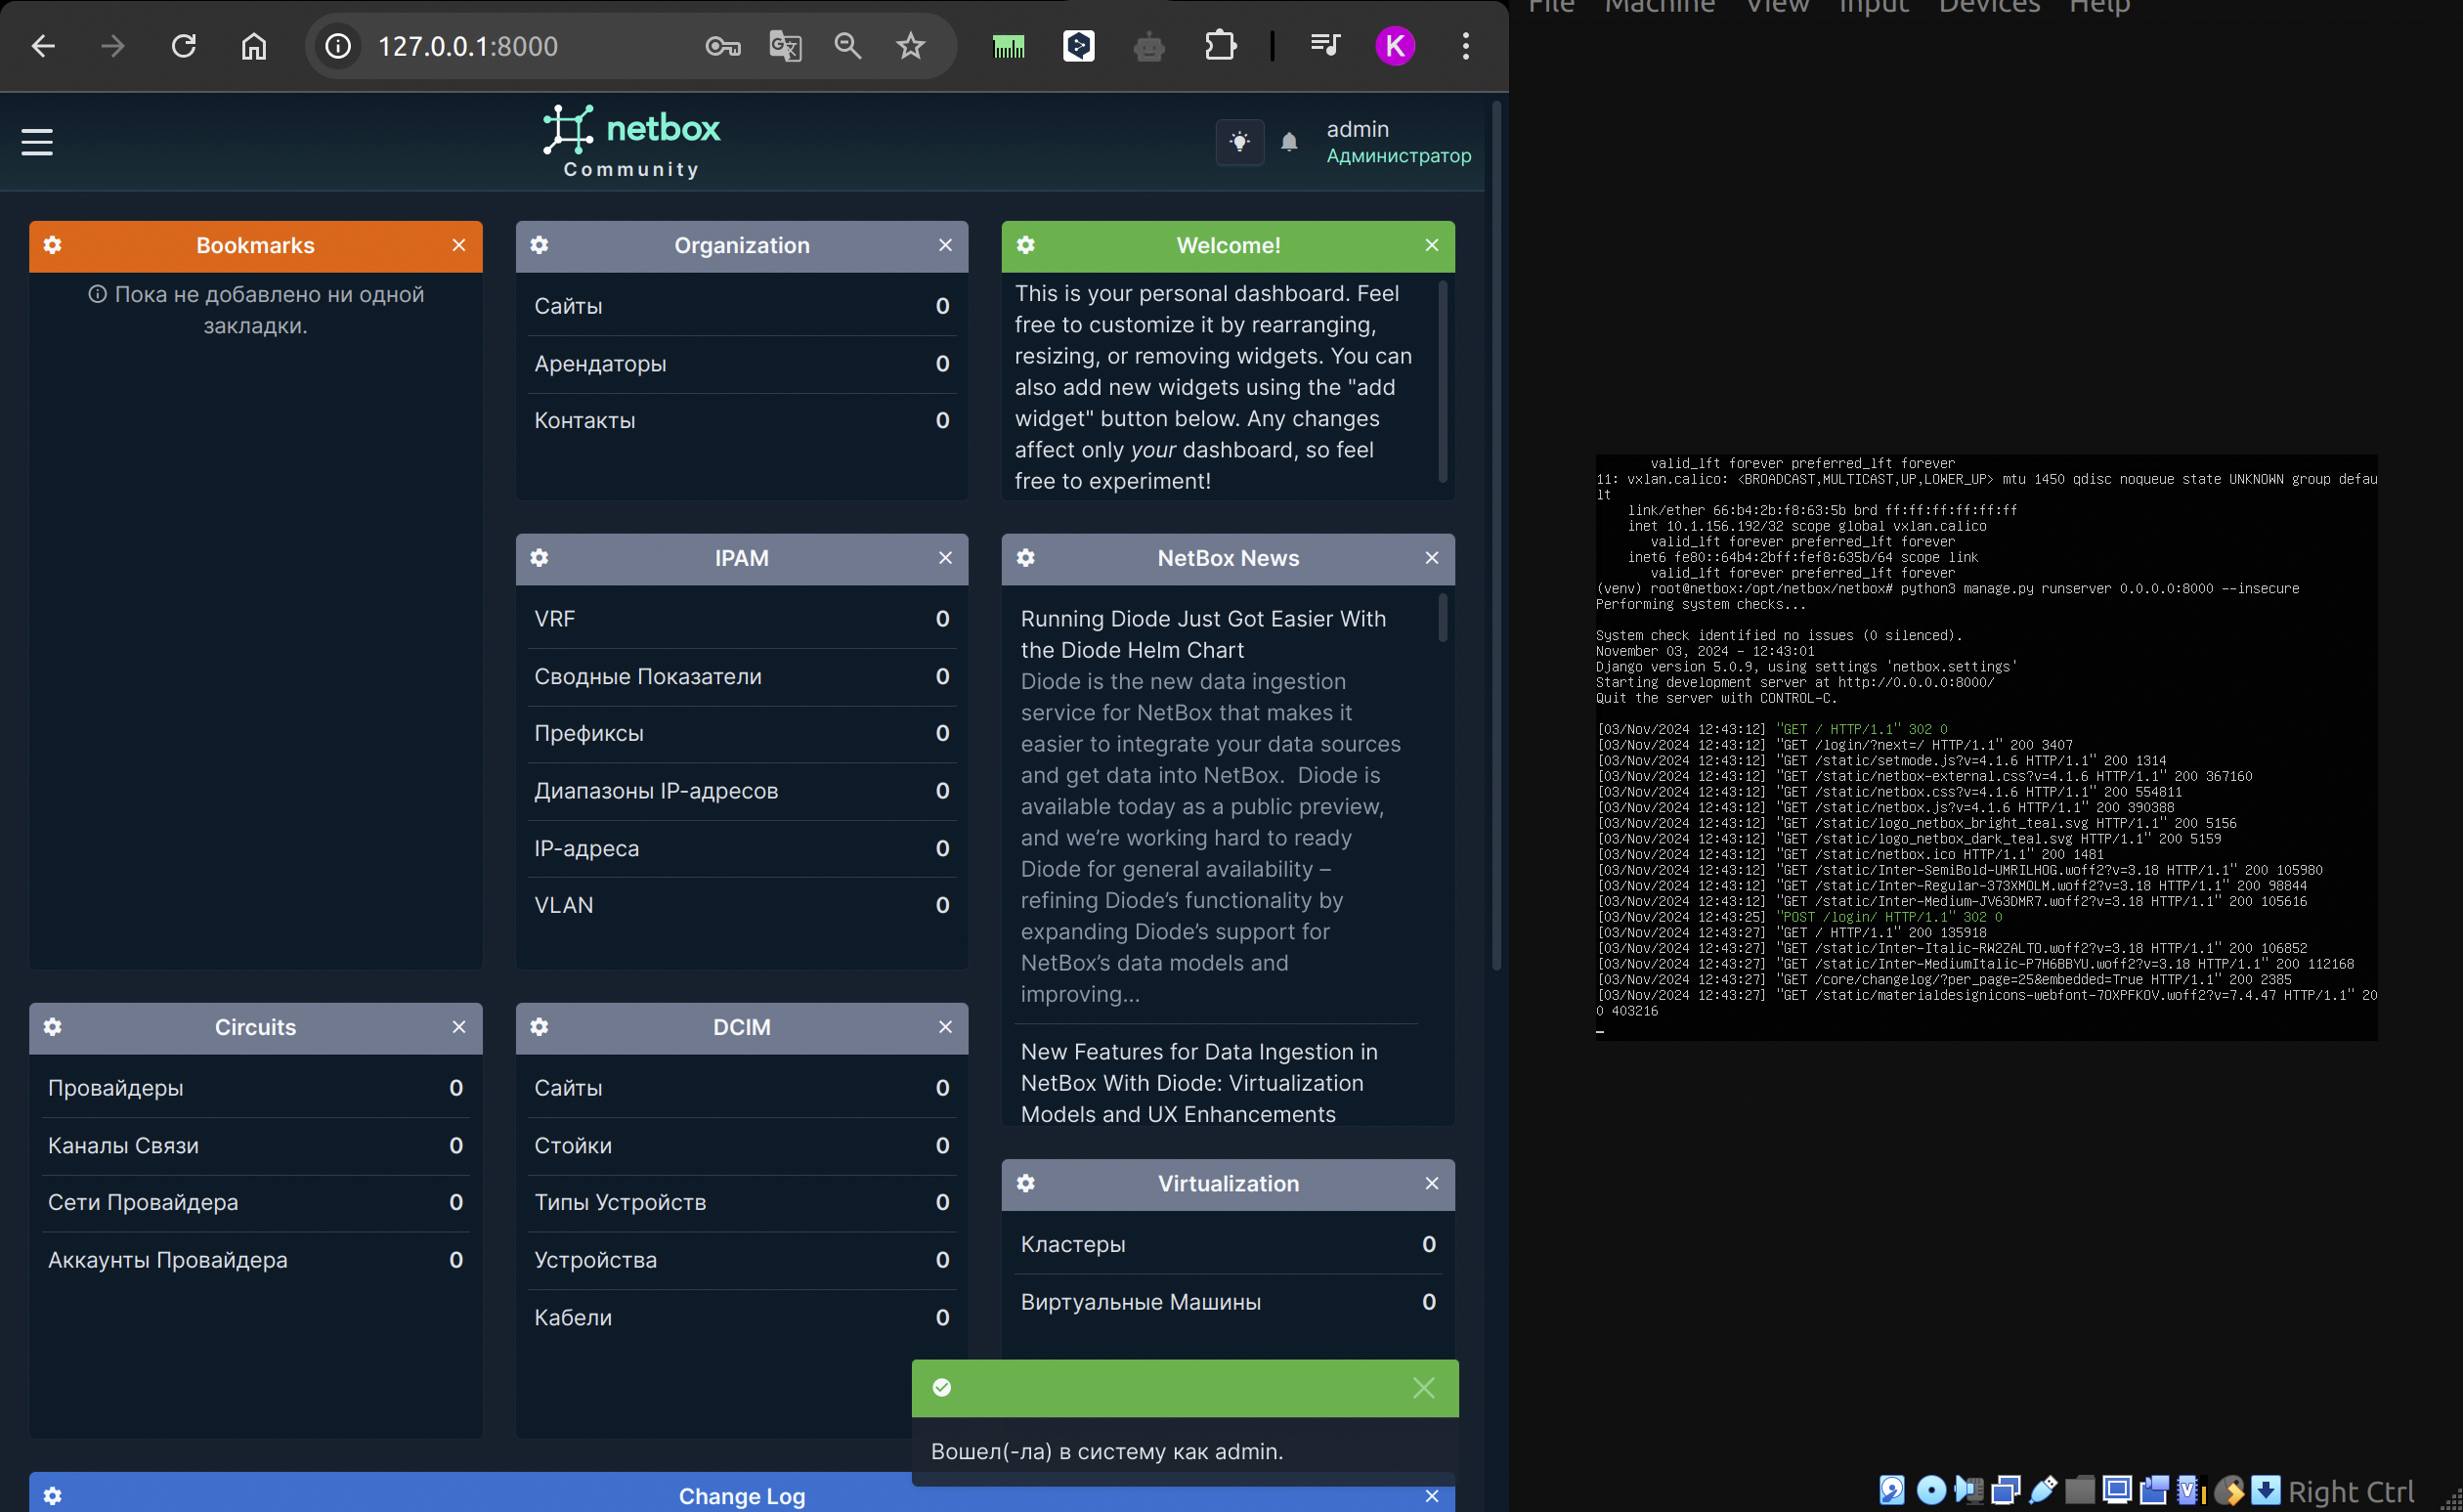 127.0.0.1:8000
K
netbox
Community
admin
Администратор
Bookmarks
Пока не добавлено ни одной
закладки.
Organization
Сайты 0
Арендаторы 0
Контакты 0
Welcome!
This is your personal dashboard. Feel
free to customize it by rearranging,
resizing, or removing widgets. You can
also add new widgets using the "add
widget" button below. Any changes
affect only your dashboard, so feel
free to experiment!
IPAM
VRF 0
Сводные Показатели 0
Префиксы 0
Диапазоны IP-адресов 0
IP-адреса 0
VLAN 0
NetBox News
Running Diode Just Got Easier With
the Diode Helm Chart
Diode is the new data ingestion
service for NetBox that makes it
easier to integrate your data sources
and get data into NetBox.  Diode is
available today as a public preview,
and we’re working hard to ready
Diode for general availability –
refining Diode’s functionality by
expanding Diode’s support for
NetBox’s data models and
improving...
New Features for Data Ingestion in
NetBox With Diode: Virtualization
Models and UX Enhancements
Circuits
Провайдеры 0
Каналы Связи 0
Сети Провайдера 0
Аккаунты Провайдера 0
DCIM
Сайты 0
Стойки 0
Типы Устройств 0
Устройства 0
Кабели 0
Virtualization
Кластеры 0
Виртуальные Машины 0
Вошел(-ла) в систему как admin.
Change Log
File Machine View Input Devices Help
valid_lft forever preferred_lft forever
11: vxlan.calico: <BROADCAST,MULTICAST,UP,LOWER_UP> mtu 1450 qdisc noqueue state UNKNOWN group defau
lt
link/ether 66:b4:2b:f8:63:5b brd ff:ff:ff:ff:ff:ff
inet 10.1.156.192/32 scope global vxlan.calico
valid_lft forever preferred_lft forever
inet6 fe80::64b4:2bff:fef8:635b/64 scope link
valid_lft forever preferred_lft forever
(venv) root@netbox:/opt/netbox/netbox# python3 manage.py runserver 0.0.0.0:8000 --insecure
Performing system checks...
System check identified no issues (0 silenced).
November 03, 2024 - 12:43:01
Django version 5.0.9, using settings 'netbox.settings'
Starting development server at http://0.0.0.0:8000/
Quit the server with CONTROL-C.
[03/Nov/2024 12:43:12] "GET / HTTP/1.1" 302 0
[03/Nov/2024 12:43:12] "GET /login/?next=/ HTTP/1.1" 200 3407
[03/Nov/2024 12:43:12] "GET /static/setmode.js?v=4.1.6 HTTP/1.1" 200 1314
[03/Nov/2024 12:43:12] "GET /static/netbox-external.css?v=4.1.6 HTTP/1.1" 200 367160
[03/Nov/2024 12:43:12] "GET /static/netbox.css?v=4.1.6 HTTP/1.1" 200 554811
[03/Nov/2024 12:43:12] "GET /static/netbox.js?v=4.1.6 HTTP/1.1" 200 390388
[03/Nov/2024 12:43:12] "GET /static/logo_netbox_bright_teal.svg HTTP/1.1" 200 5156
[03/Nov/2024 12:43:12] "GET /static/logo_netbox_dark_teal.svg HTTP/1.1" 200 5159
[03/Nov/2024 12:43:12] "GET /static/netbox.ico HTTP/1.1" 200 1481
[03/Nov/2024 12:43:12] "GET /static/Inter-SemiBold-UMRILHOG.woff2?v=3.18 HTTP/1.1" 200 105980
[03/Nov/2024 12:43:12] "GET /static/Inter-Regular-373XMOLM.woff2?v=3.18 HTTP/1.1" 200 98844
[03/Nov/2024 12:43:12] "GET /static/Inter-Medium-JV63DMR7.woff2?v=3.18 HTTP/1.1" 200 105616
[03/Nov/2024 12:43:25] "POST /login/ HTTP/1.1" 302 0
[03/Nov/2024 12:43:27] "GET / HTTP/1.1" 200 135918
[03/Nov/2024 12:43:27] "GET /static/Inter-Italic-RW2ZALTO.woff2?v=3.18 HTTP/1.1" 200 106852
[03/Nov/2024 12:43:27] "GET /static/Inter-MediumItalic-P7H6BBYU.woff2?v=3.18 HTTP/1.1" 200 112168
[03/Nov/2024 12:43:27] "GET /core/changelog/?per_page=25&embedded=True HTTP/1.1" 200 2385
[03/Nov/2024 12:43:27] "GET /static/materialdesignicons-webfont-7OXPFKOV.woff2?v=7.4.47 HTTP/1.1" 20
0 403216
Right Ctrl